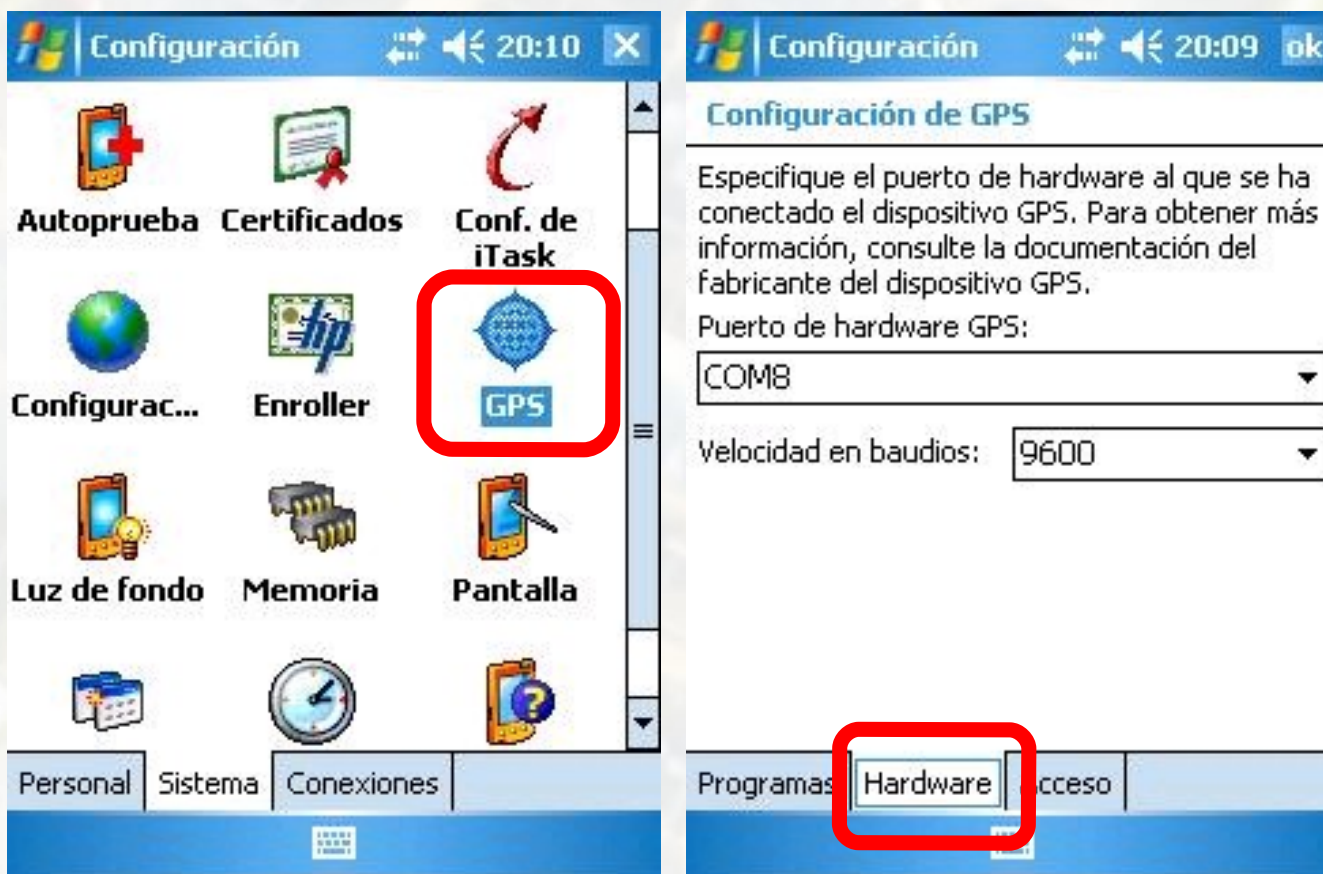 Configuración 20:10
Autoprueba Certificados Conf. de
iTask
hp
Configurac... Enroller GPS
Luz de fondo Memoria Pantalla
Personal Sistema Conexiones
Configuración 20:09 ok
Configuración de GPS
Especifique el puerto de hardware al que se ha
conectado el dispositivo GPS. Para obtener más
información, consulte la documentación del
fabricante del dispositivo GPS.
Puerto de hardware GPS:
COM8
Velocidad en baudios: 9600
Programas Hardware Acceso